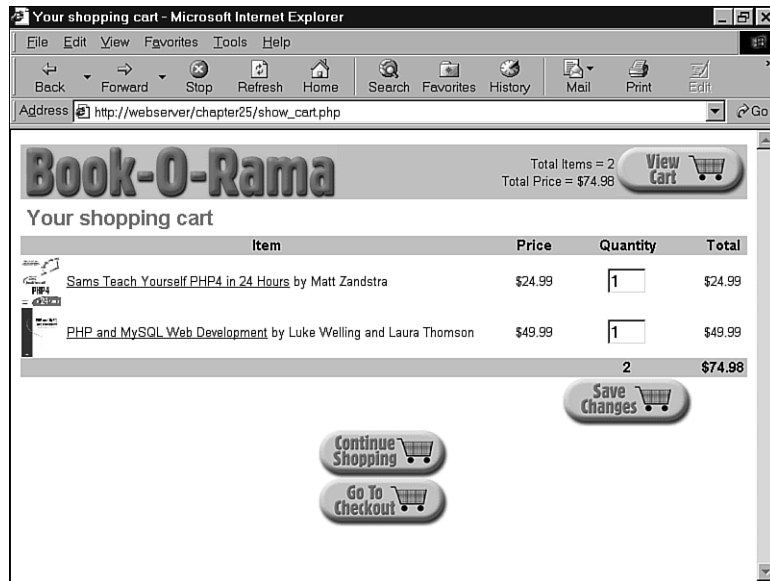 Your shopping cart - Microsoft Internet Explorer
File Edit View Favorites Tools Help
Back Forward Stop Refresh Home Search Favorites History Mail Print Edit
Address http://webserver/chapter25/show_cart.php Go
Book-O-Rama
Total Items = 2
Total Price = $74.98
View Cart
Your shopping cart
Item Price Quantity Total
PHP4
Sams Teach Yourself PHP4 in 24 Hours by Matt Zandstra $24.99 1 $24.99
PHP and MySQL Web Development by Luke Welling and Laura Thomson $49.99 1 $49.99
2 $74.98
Save Changes
Continue Shopping
Go To Checkout